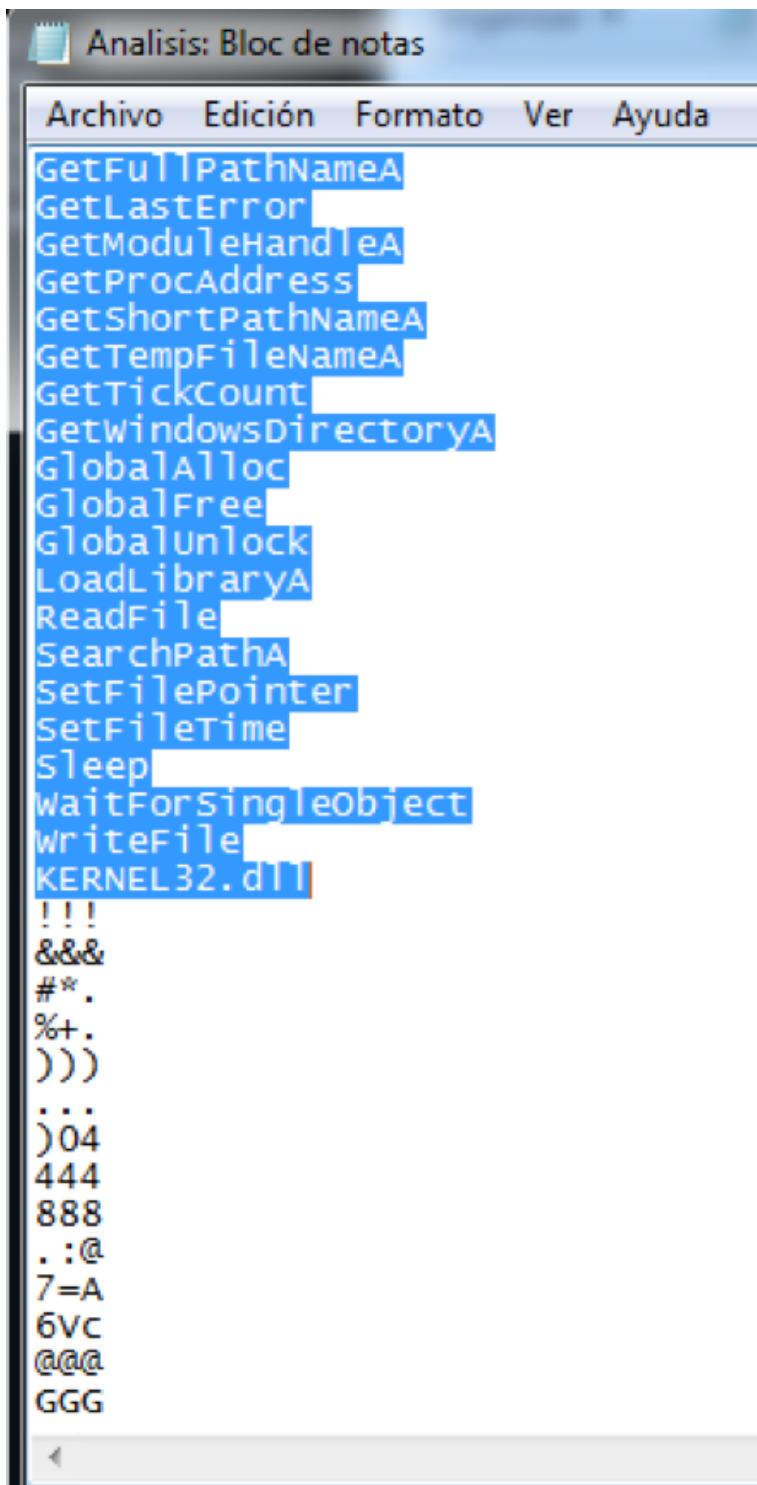 Analisis: Bloc de notas
Archivo Edición Formato Ver Ayuda
GetFullPathNameA
GetLastError
GetModuleHandleA
GetProcAddress
GetShortPathNameA
GetTempFileNameA
GetTickCount
GetWindowsDirectoryA
GlobalAlloc
GlobalFree
GlobalUnlock
LoadLibraryA
ReadFile
SearchPathA
SetFilePointer
SetFileTime
Sleep
WaitForSingleObject
WriteFile
KERNEL32.dll
!!!
&&&
#*.
%+.
)))
...
)04
444
888
.:@
7=A
6Vc
@@@
GGG